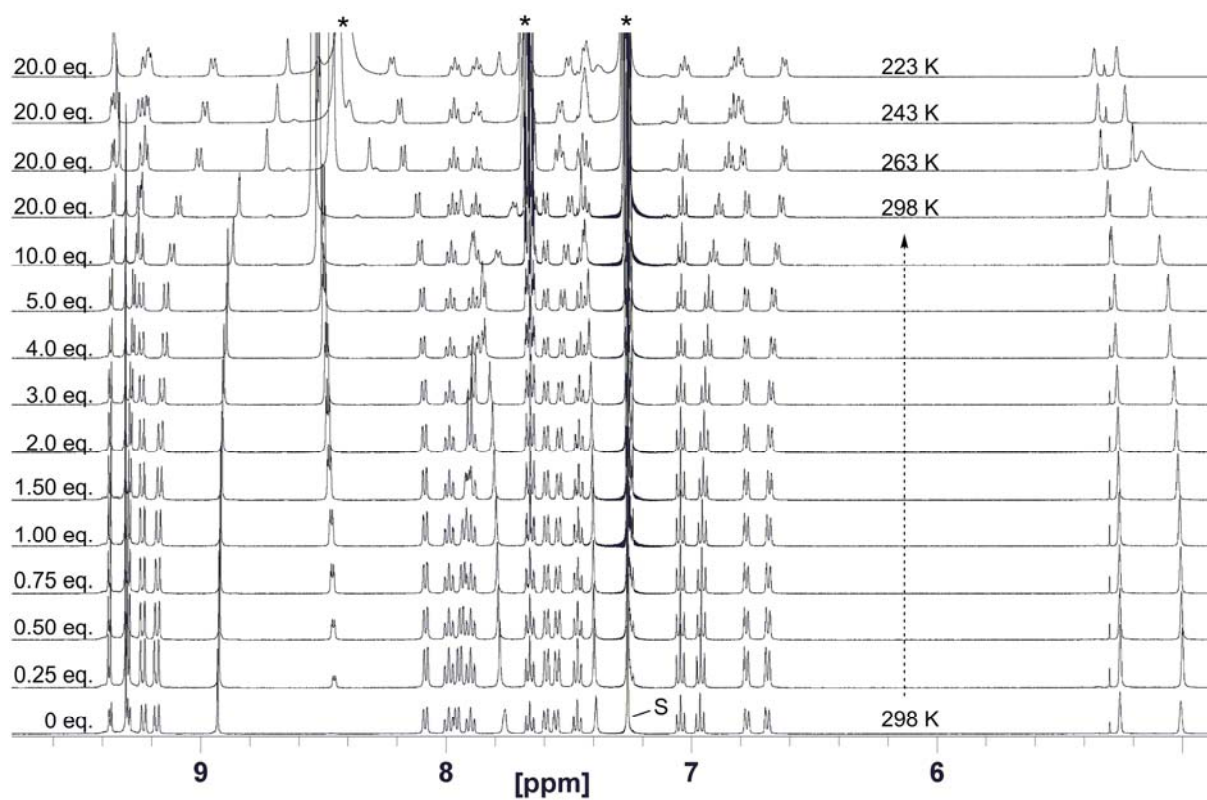 * * *
20.0 eq. 223 K
20.0 eq. 243 K
20.0 eq. 263 K
20.0 eq. 298 K
10.0 eq.
5.0 eq.
4.0 eq.
3.0 eq.
2.0 eq.
1.50 eq.
1.00 eq.
0.75 eq.
0.50 eq.
0.25 eq.
0 eq. S 298 K
9 8 7 6
[ppm]